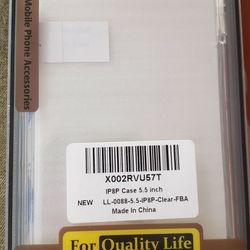 Mobile Phone Accessories
X002RVU57T
IP8P Case 5.5 inch
NEW LL-0088-5.5-IP8P-Clear-FBA
Made In China
For Quality Life